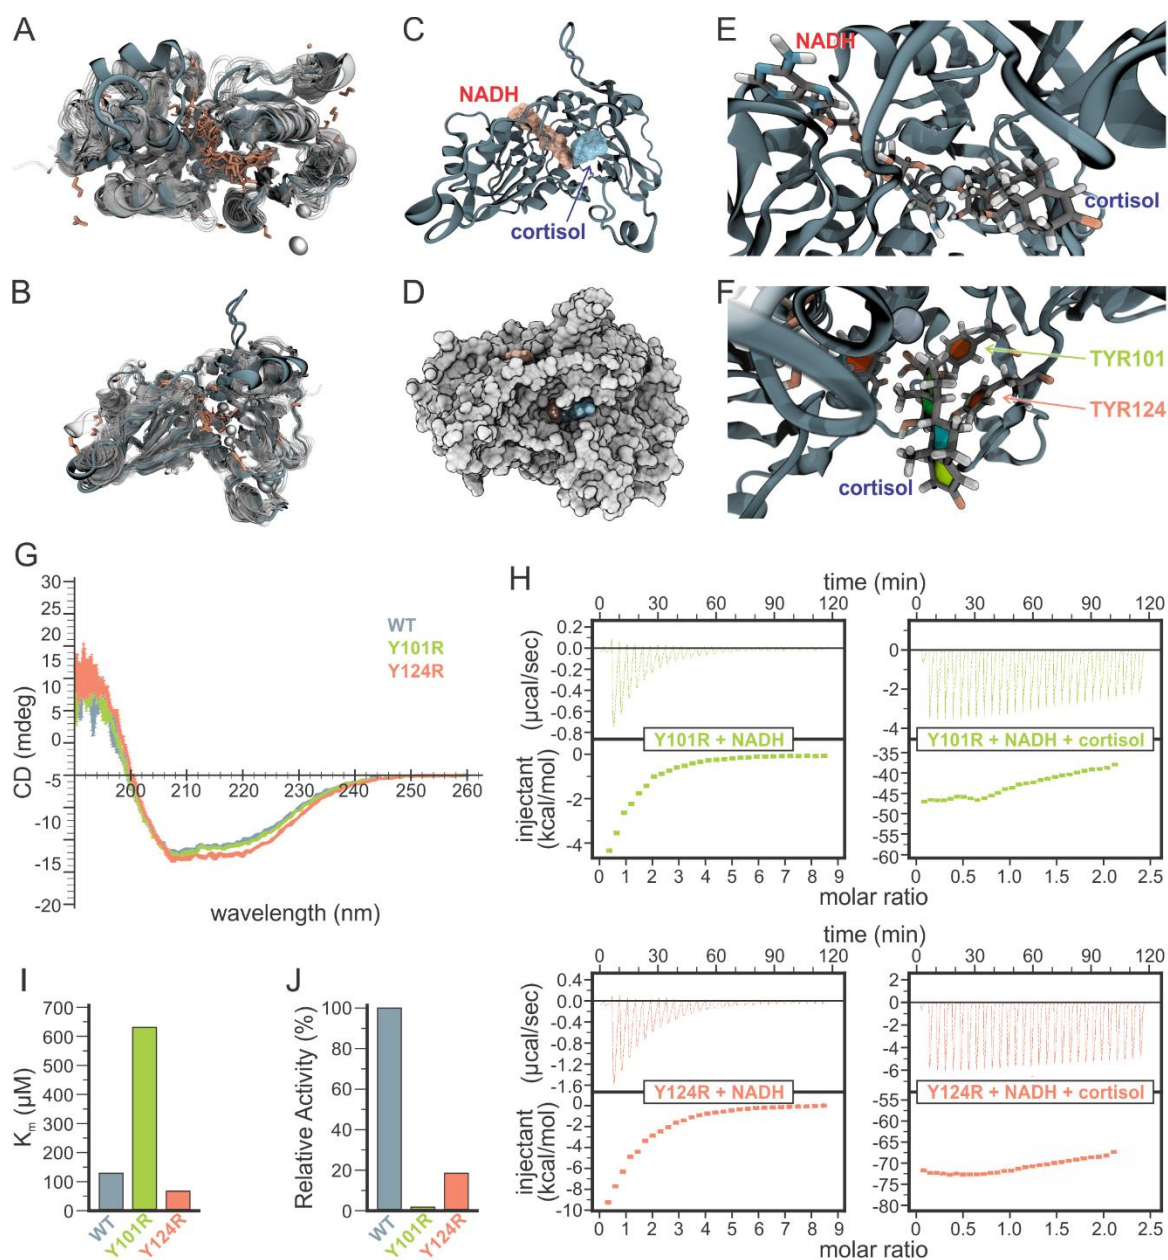 A
B
C
NADH
cortisol
D
E
NADH
cortisol
F
TYR101
TYR124
cortisol
G
30
25
20
15
10
5
0
-5
-10
-15
-20
CD (mdeg)
200 210 220 230 240 250 260
wavelength (nm)
WT
Y101R
Y124R
H
time (min)
0 30 60 90 120
0.2
0.0
-0.2
-0.4
-0.6
-0.8
(µcal/sec)
Y101R + NADH
0
-2
-4
injectant
(kcal/mol)
0 1 2 3 4 5 6 7 8 9
0 30 60 90 120
0
-2
-4
Y101R + NADH + cortisol
-35
-40
-45
-50
-55
-60
0 0.5 1.0 1.5 2.0 2.5
molar ratio
time (min)
0 30 60 90 120
0.4
0.0
-0.4
-0.8
-1.2
-1.6
(µcal/sec)
Y124R + NADH
0
-2
-4
-6
-8
-10
injectant
(kcal/mol)
0 1 2 3 4 5 6 7 8 9
0 30 60 90 120
2
0
-2
-4
-6
Y124R + NADH + cortisol
-55
-60
-65
-70
-75
-80
0 0.5 1.0 1.5 2.0 2.5
molar ratio
I
700
600
500
400
300
200
100
0
Km (µM)
WT
Y101R
Y124R
J
100
80
60
40
20
0
Relative Activity (%)
WT
Y101R
Y124R